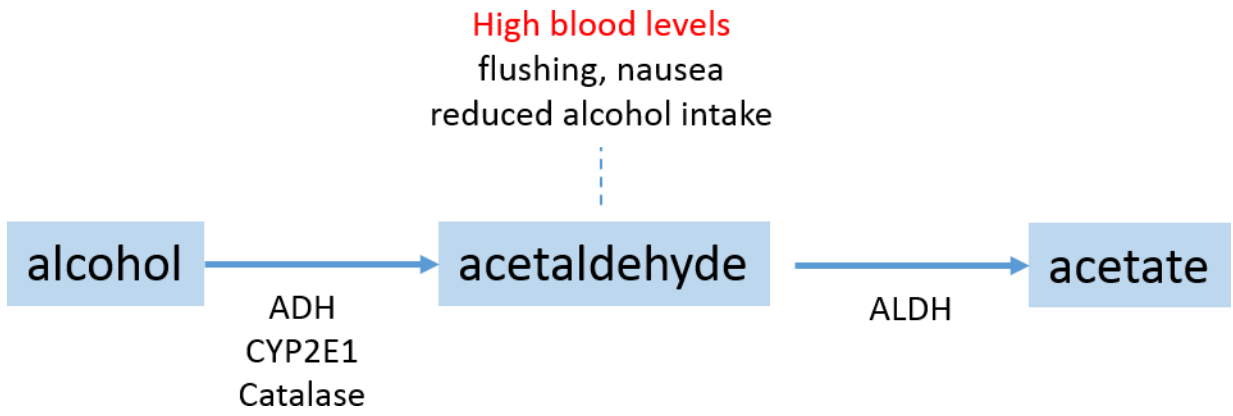 High blood levels
flushing, nausea
reduced alcohol intake
alcohol
acetaldehyde
acetate
ADH
CYP2E1
Catalase
ALDH